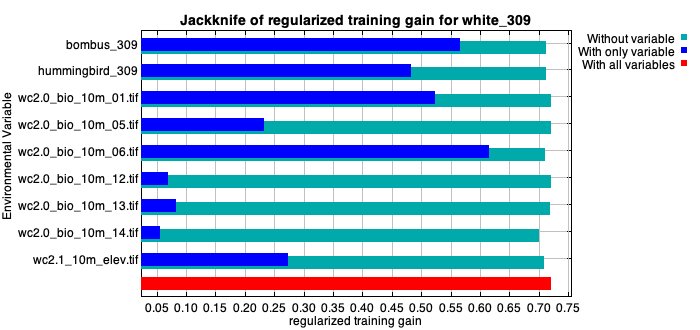 Jackknife of regularized training gain for white_309
Without variable
With only variable
With all variables
Environmental Variable
bombus_309
hummingbird_309
wc2.0_bio_10m_01.tif
wc2.0_bio_10m_05.tif
wc2.0_bio_10m_06.tif
wc2.0_bio_10m_12.tif
wc2.0_bio_10m_13.tif
wc2.0_bio_10m_14.tif
wc2.1_10m_elev.tif
0.05 0.10 0.15 0.20 0.25 0.30 0.35 0.40 0.45 0.50 0.55 0.60 0.65 0.70 0.75
regularized training gain